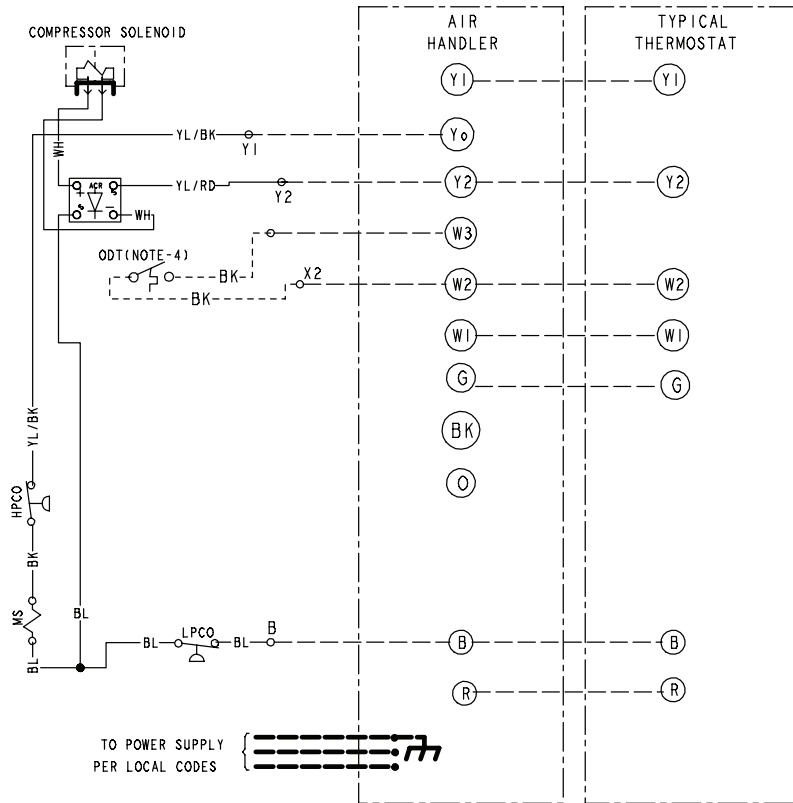 AIR HANDLER
TYPICAL THERMOSTAT
COMPRESSOR SOLENOID
Y1
Y1
YL/BK
Y1
Yo
WH
ACR
+
S
S
-
WH
YL/RD
Y2
Y2
Y2
W3
ODT(NOTE-4)
BK
BK
X2
W2
W2
W1
W1
G
G
BK
O
YL/BK
HPCO
BK
MS
BL
BL
BL
LPCO
BL
B
B
B
R
R
TO POWER SUPPLY
PER LOCAL CODES